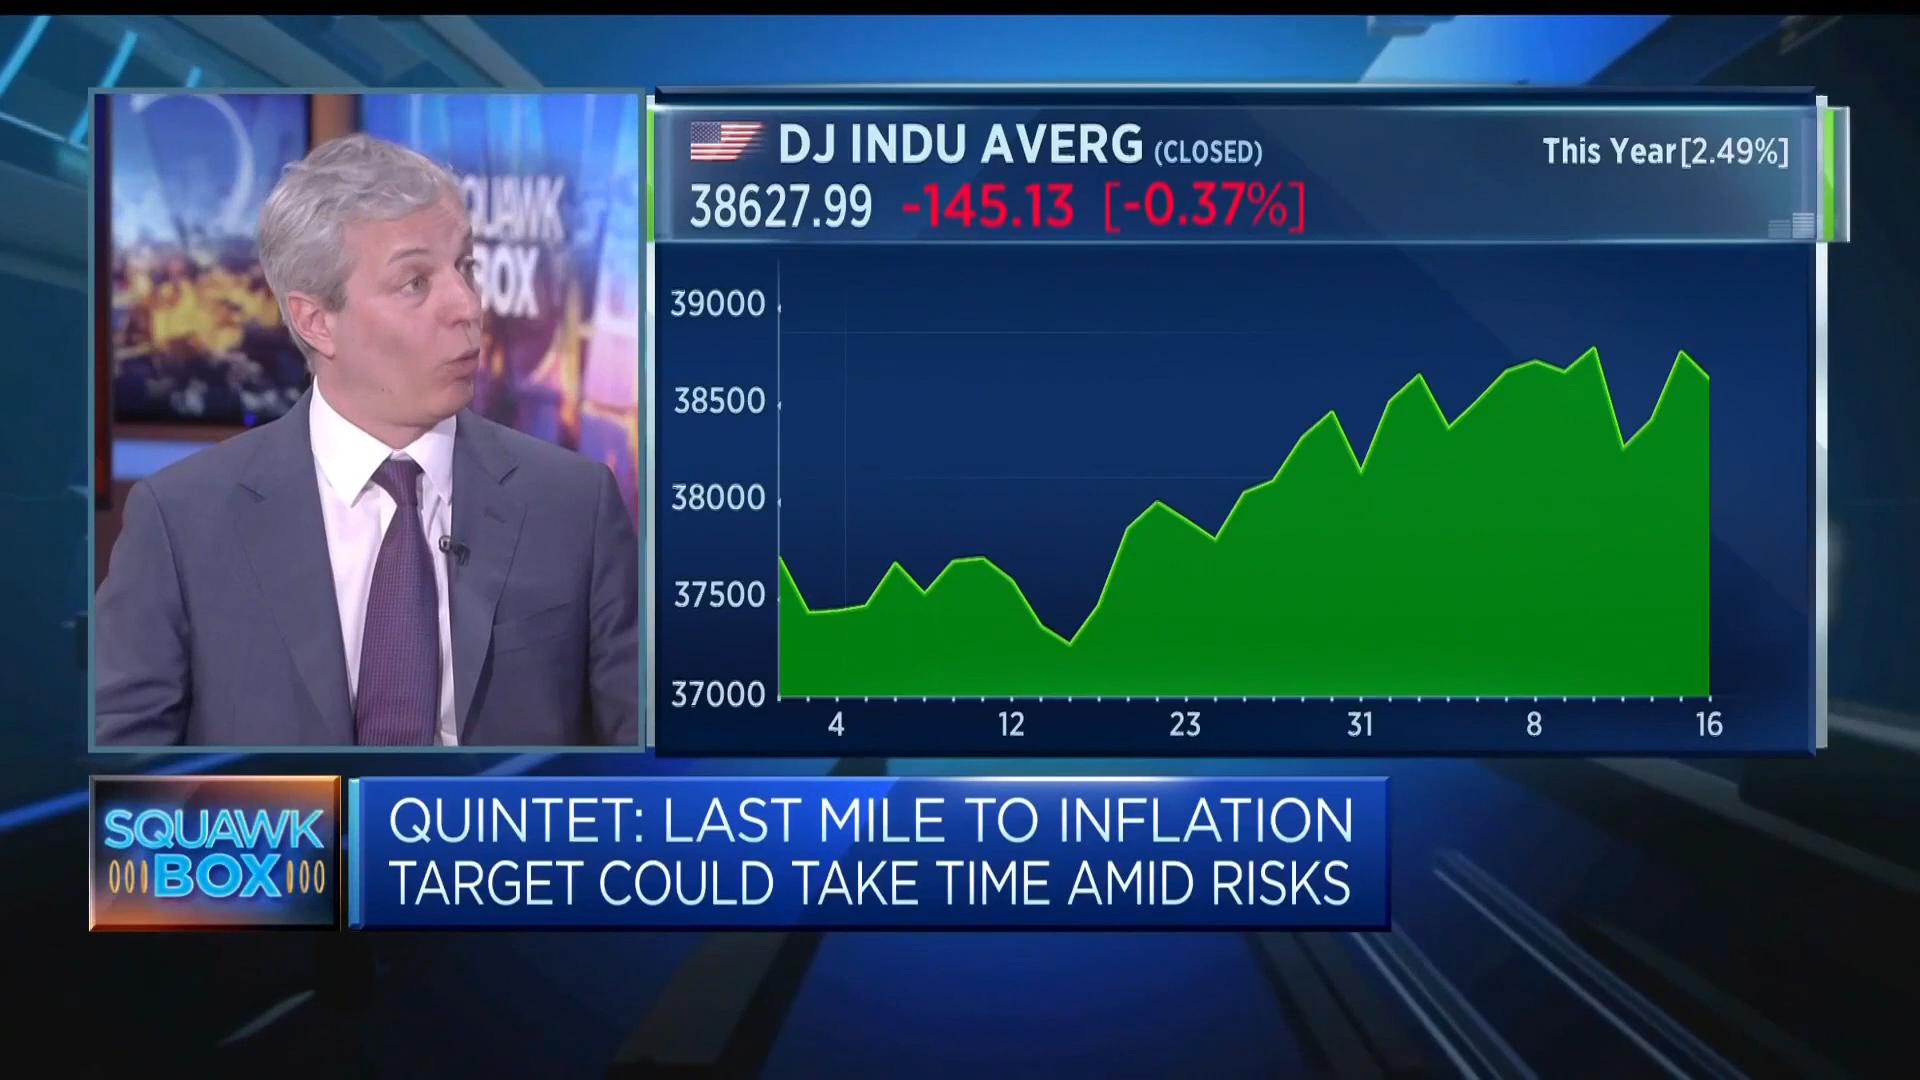 QUAWK
BOX
DJ INDU AVERG (CLOSED)
This Year [2.49%]
38627.99 -145.13 [-0.37%]
39000
38500
38000
37500
37000
4 12 23 31 8 16
SQUAWK
BOX
QUINTET: LAST MILE TO INFLATION
TARGET COULD TAKE TIME AMID RISKS